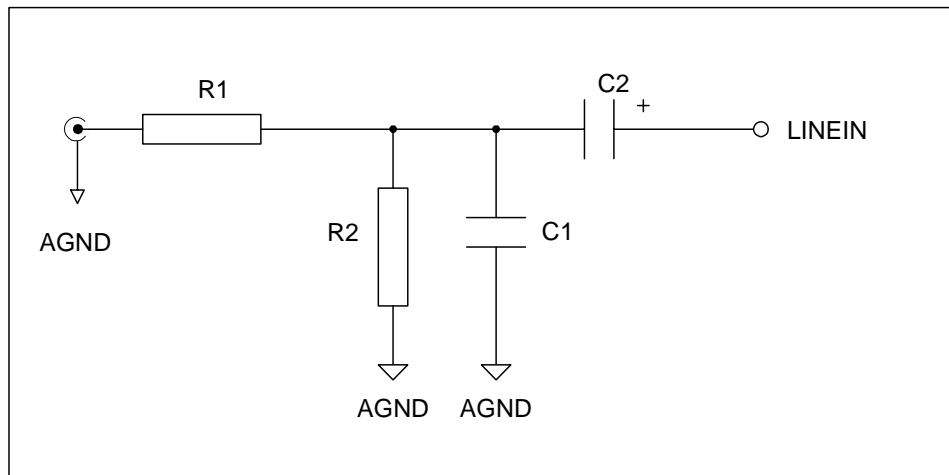 C2
R1
+
LINEIN
R2
C1
AGND
AGND
AGND